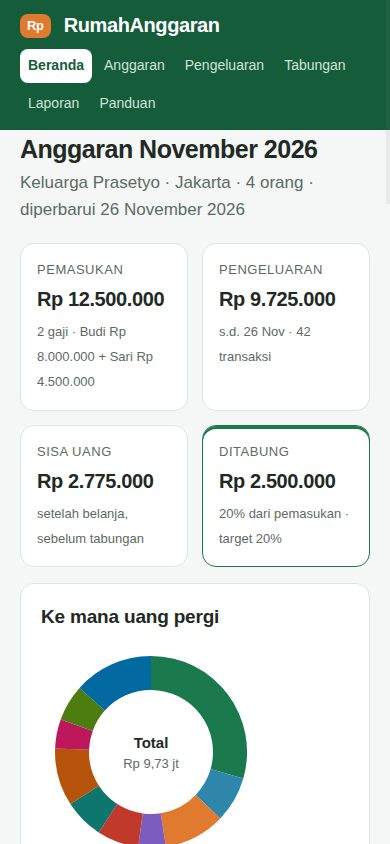 Rp RumahAnggaran
Beranda Anggaran Pengeluaran Tabungan
Laporan Panduan
Anggaran November 2026
Keluarga Prasetyo · Jakarta · 4 orang ·
diperbarui 26 November 2026
PEMASUKAN
Rp 12.500.000
2 gaji · Budi Rp
8.000.000 + Sari Rp
4.500.000
PENGELUARAN
Rp 9.725.000
s.d. 26 Nov · 42
transaksi
SISA UANG
Rp 2.775.000
setelah belanja,
sebelum tabungan
DITABUNG
Rp 2.500.000
20% dari pemasukan ·
target 20%
Ke mana uang pergi
Total
Rp 9,73 jt